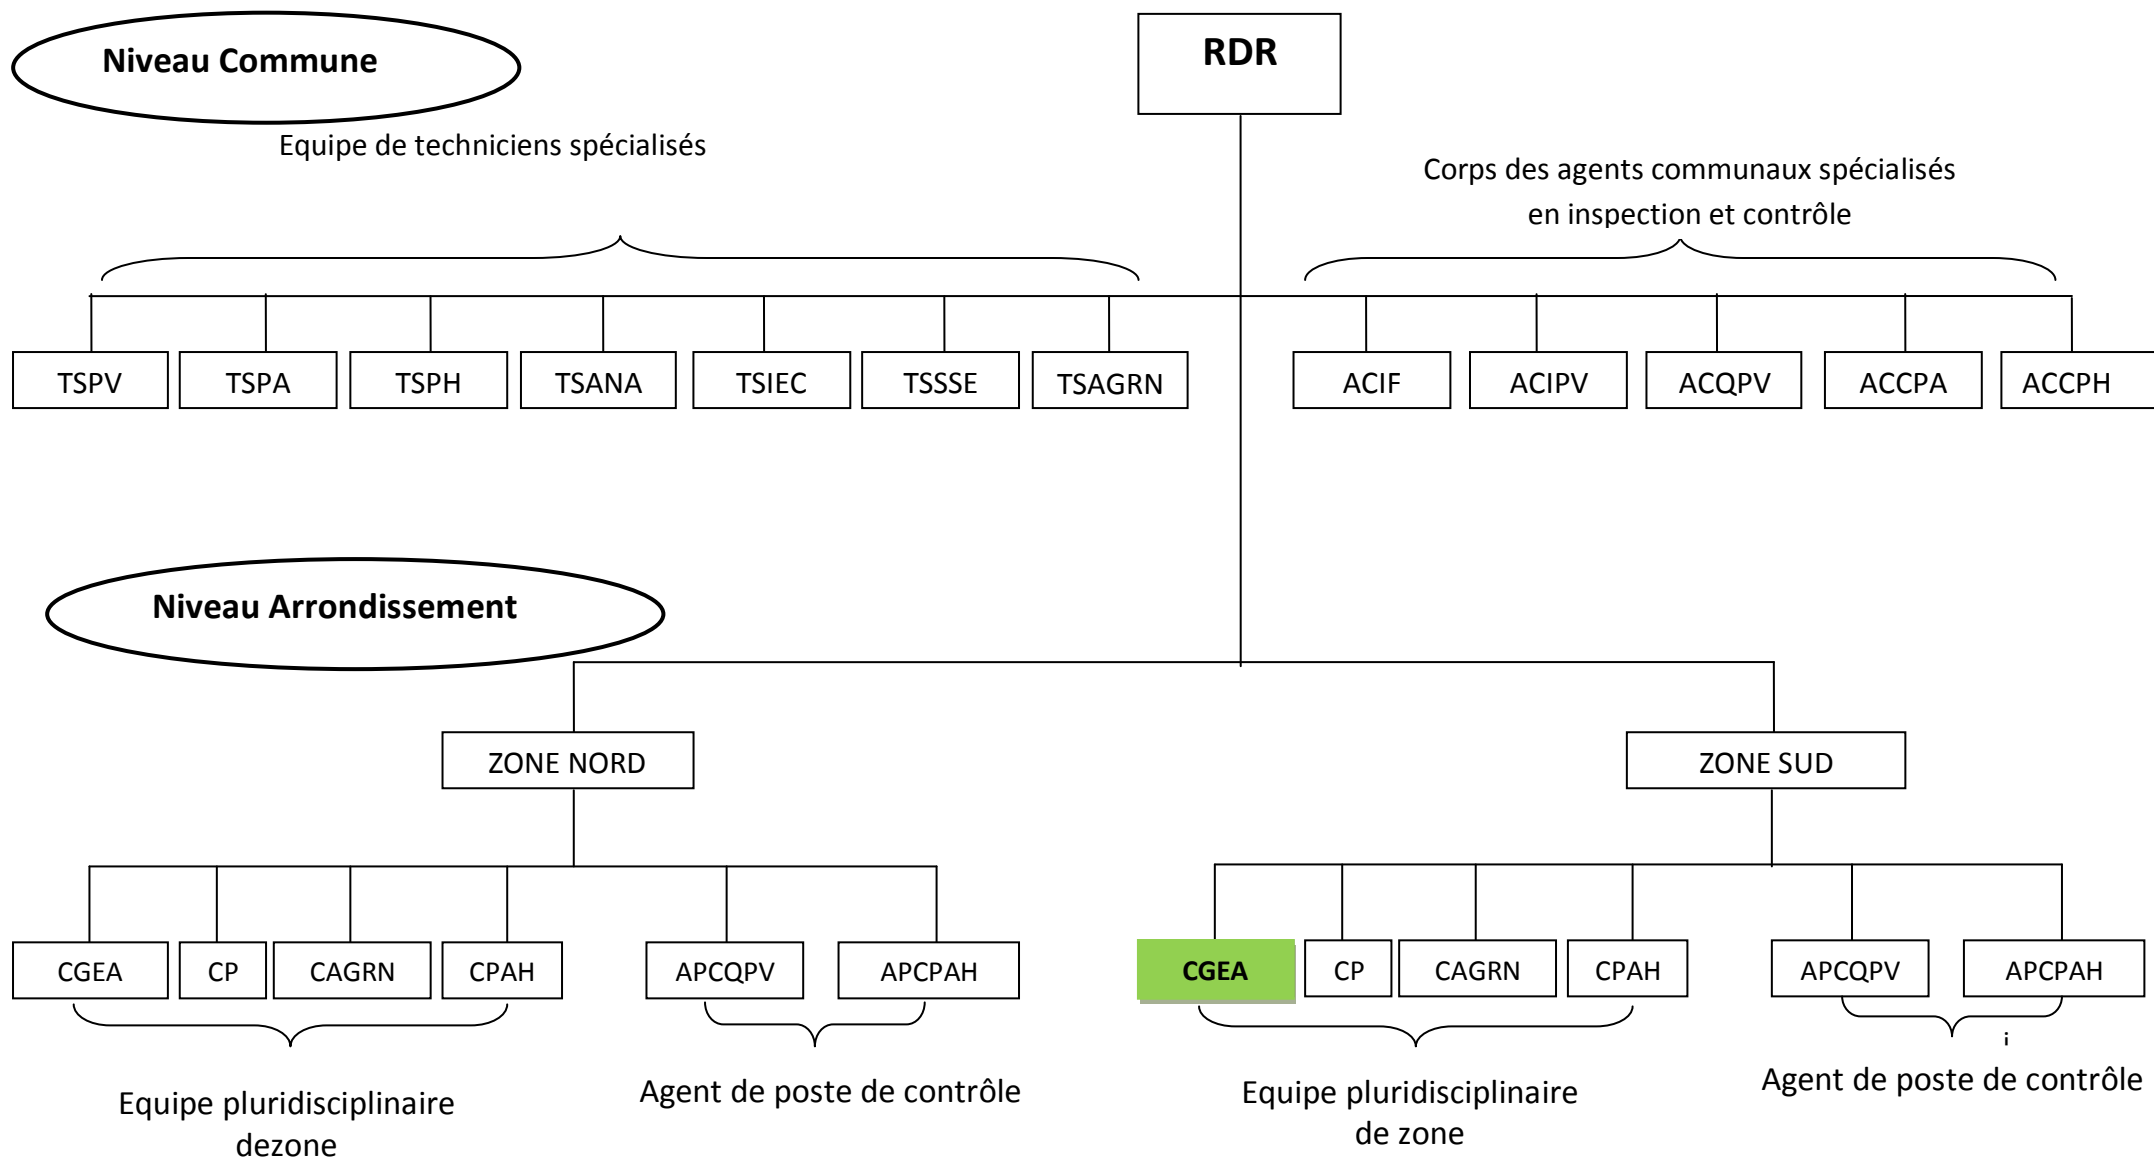 Niveau Commune
RDR
Equipe de techniciens spécialisés
Corps des agents communaux spécialisés
en inspection et contrôle
TSPV
TSPA
TSPH
TSANA
TSIEC
TSSSE
TSAGRN
ACIF
ACIPV
ACQPV
ACCPA
ACCPH
Niveau Arrondissement
ZONE NORD
ZONE SUD
CGEA
CP
CAGRN
CPAH
APCQPV
APCPAH
CGEA
CP
CAGRN
CPAH
APCQPV
APCPAH
Equipe pluridisciplinaire
dezone
Agent de poste de contrôle
Equipe pluridisciplinaire
de zone
i
Agent de poste de contrôle